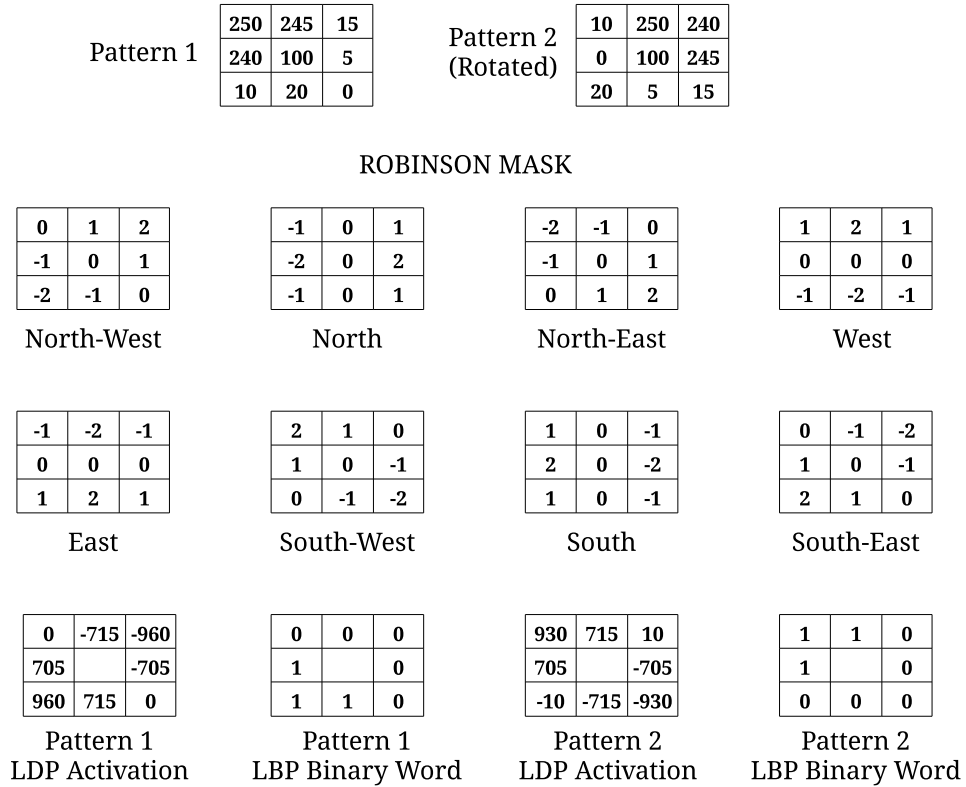 Pattern 1
250 245 15
240 100 5
10 20 0
Pattern 2
(Rotated)
10 250 240
0 100 245
20 5 15
ROBINSON MASK
0 1 2
-1 0 1
-2 -1 0
North-West
-1 0 1
-2 0 2
-1 0 1
North
-2 -1 0
-1 0 1
0 1 2
North-East
1 2 1
0 0 0
-1 -2 -1
West
-1 -2 -1
0 0 0
1 2 1
East
2 1 0
1 0 -1
0 -1 -2
South-West
1 0 -1
2 0 -2
1 0 -1
South
0 -1 -2
1 0 -1
2 1 0
South-East
0 -715 -960
705 -705
960 715 0
Pattern 1
LDP Activation
0 0 0
1 0
1 1 0
Pattern 1
LBP Binary Word
930 715 10
705 -705
-10 -715 -930
Pattern 2
LDP Activation
1 1 0
1 0
0 0 0
Pattern 2
LBP Binary Word